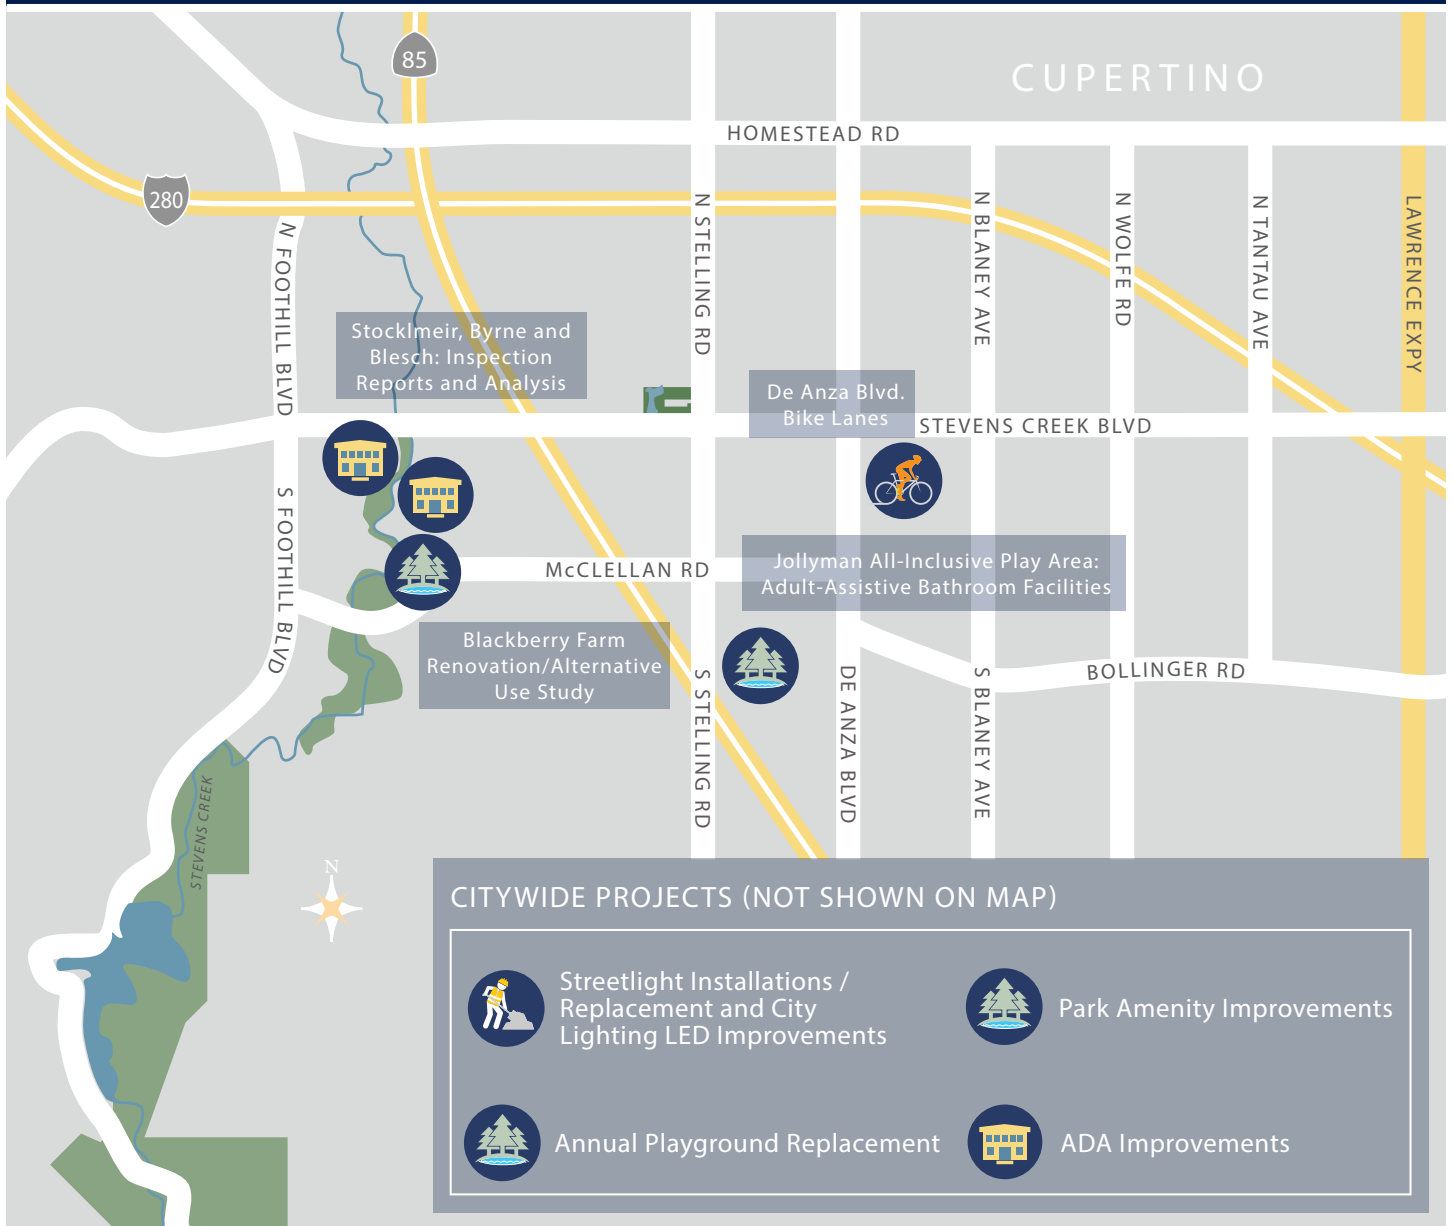 85
CUPERTINO
HOMESTEAD RD
280
N FOOTHILL BLVD
N STELLING RD
N BLANEY AVE
N WOLFE RD
N TANTAU AVE
LAWRENCE EXPY
Stocklmeir, Byrne and
Blesch: Inspection
Reports and Analysis
De Anza Blvd.
Bike Lanes
STEVENS CREEK BLVD
S FOOTHILL BLVD
McCLELLAN RD
Jollyman All-Inclusive Play Area:
Adult-Assistive Bathroom Facilities
Blackberry Farm
Renovation/Alternative
Use Study
S STELLING RD
DE ANZA BLVD
S BLANEY AVE
BOLLINGER RD
STEVENS CREEK
N
CITYWIDE PROJECTS (NOT SHOWN ON MAP)
Streetlight Installations /
Replacement and City
Lighting LED Improvements
Park Amenity Improvements
Annual Playground Replacement
ADA Improvements